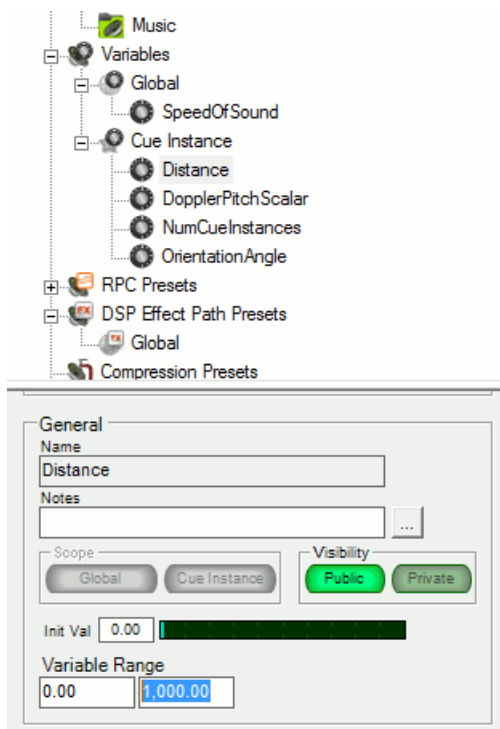 Music
Variables
Global
SpeedOfSound
Cue Instance
Distance
DopplerPitchScalar
NumCueInstances
OrientationAngle
RPC Presets
DSP Effect Path Presets
Global
Compression Presets
General
Name
Distance
Notes
...
Scope
Global Cue Instance
Visibility
Public Private
Init Val 0.00
Variable Range
0.00 1,000.00